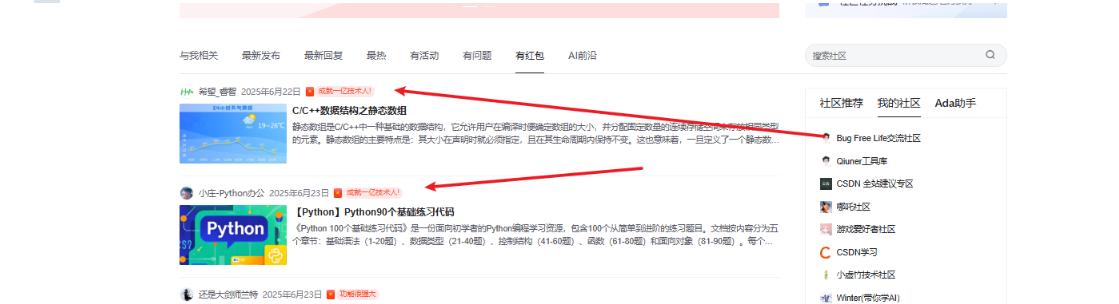 与我相关 最新发布 最新回复 最热 有活动 有问题 有红包 AI前沿
搜索社区
希望_睿智 2025年6月22日 成就一亿技术人!
C/C++数据结构之静态数组
静态数组是C/C++中一种基础的数据结构，它允许用户在编译时便确定数组的大小，并分配固定数量的连续存储空间来存放相同类型
的元素。静态数组的主要特点是：其大小在声明时就必须指定，且在其生命周期内保持不变。这也意味着，一旦定义了一个静态数...
19~26℃
小庄-Python办公 2025年6月23日 成就一亿技术人!
【Python】Python90个基础练习代码
《Python 100个基础练习代码》是一份面向初学者的Python编程学习资源，包含100个从简单到进阶的练习题目。文档按内容分为五
个章节：基础语法（1-20题）、数据类型（21-40题）、控制结构（41-60题）、函数（61-80题）和面向对象（81-90题）。每个...
Python
还是大剑师兰特 2025年6月23日 功能很强大
社区推荐 我的社区 Ada助手
Bug Free Life交流社区
Qiuner工具库
CSDN 全站建议专区
哪吒社区
游戏爱好者社区
CSDN学习
小虚竹技术社区
Winter(带你学AI)